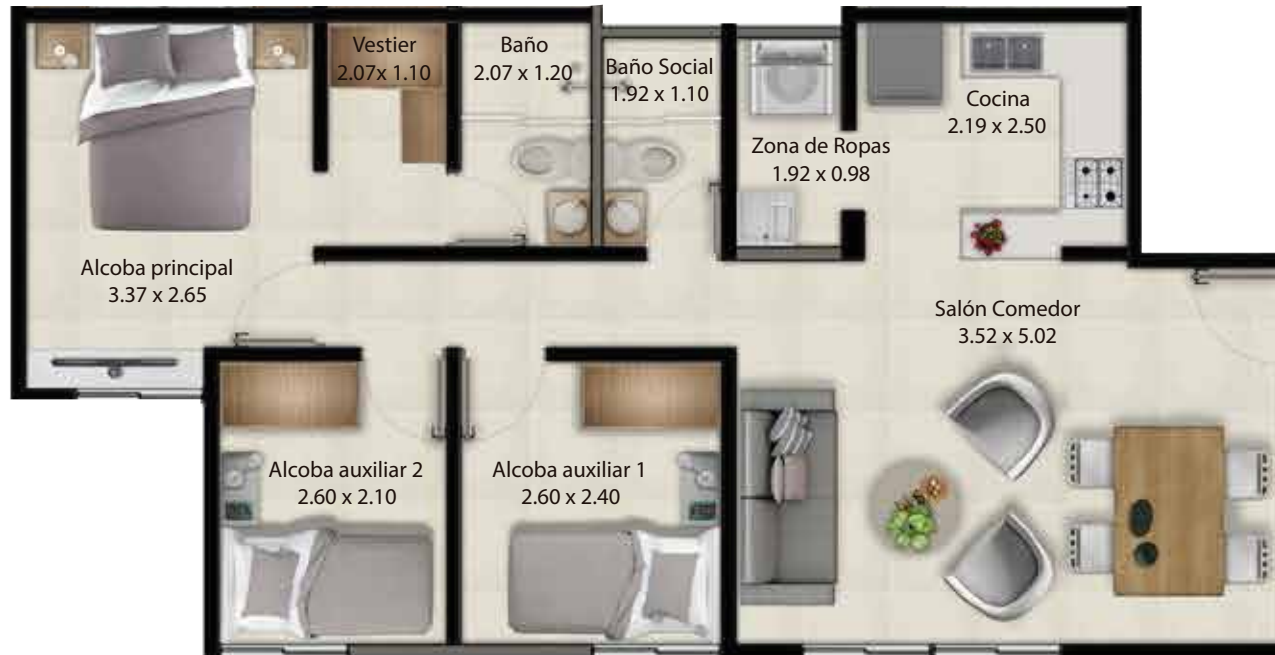 Vestier
2.07x 1.10
Baño
2.07 x 1.20
Baño Social
1.92 x 1.10
Cocina
2.19 x 2.50
Zona de Ropas
1.92 x 0.98
Alcoba principal
3.37 x 2.65
Salón Comedor
3.52 x 5.02
Alcoba auxiliar 2
2.60 x 2.10
Alcoba auxiliar 1
2.60 x 2.40